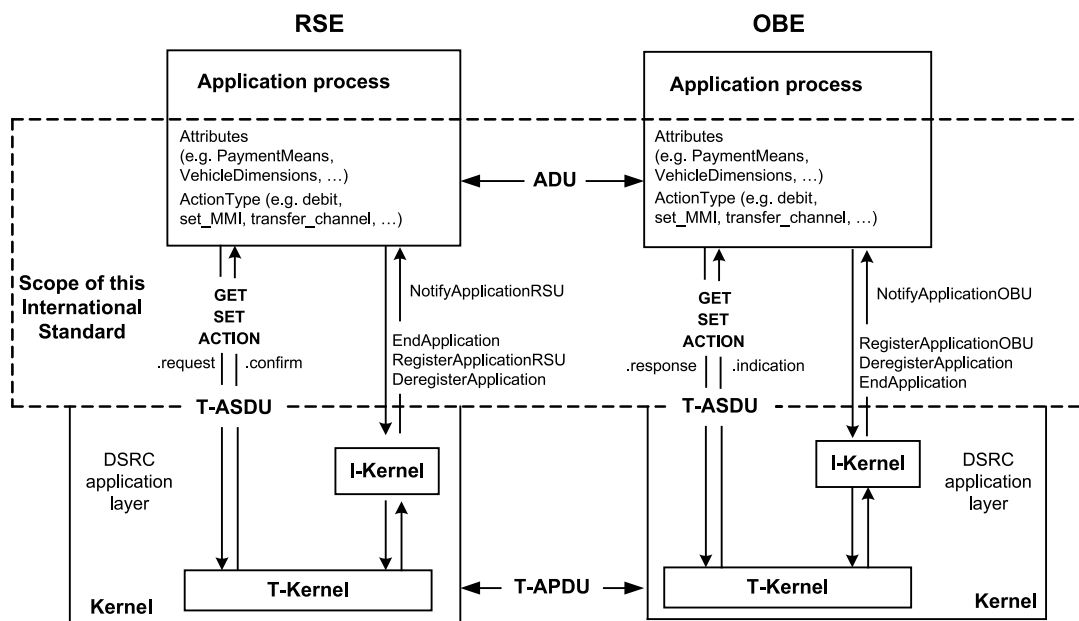 RSE
OBE
Application process
Application process
Attributes
(e.g. PaymentMeans,
VehicleDimensions, …)
ActionType (e.g. debit,
set_MMI, transfer_channel, …)
ADU
Attributes
(e.g. PaymentMeans,
VehicleDimensions, …)
ActionType (e.g. debit,
set_MMI, transfer_channel, …)
Scope of this
International
Standard
GET
SET
ACTION
.request
.confirm
T-ASDU
NotifyApplicationRSU
EndApplication
RegisterApplicationRSU
DeregisterApplication
GET
SET
ACTION
.response
.indication
T-ASDU
NotifyApplicationOBU
RegisterApplicationOBU
DeregisterApplication
EndApplication
DSRC
application
layer
I-Kernel
T-Kernel
Kernel
T-APDU
I-Kernel
DSRC
application
layer
T-Kernel
Kernel